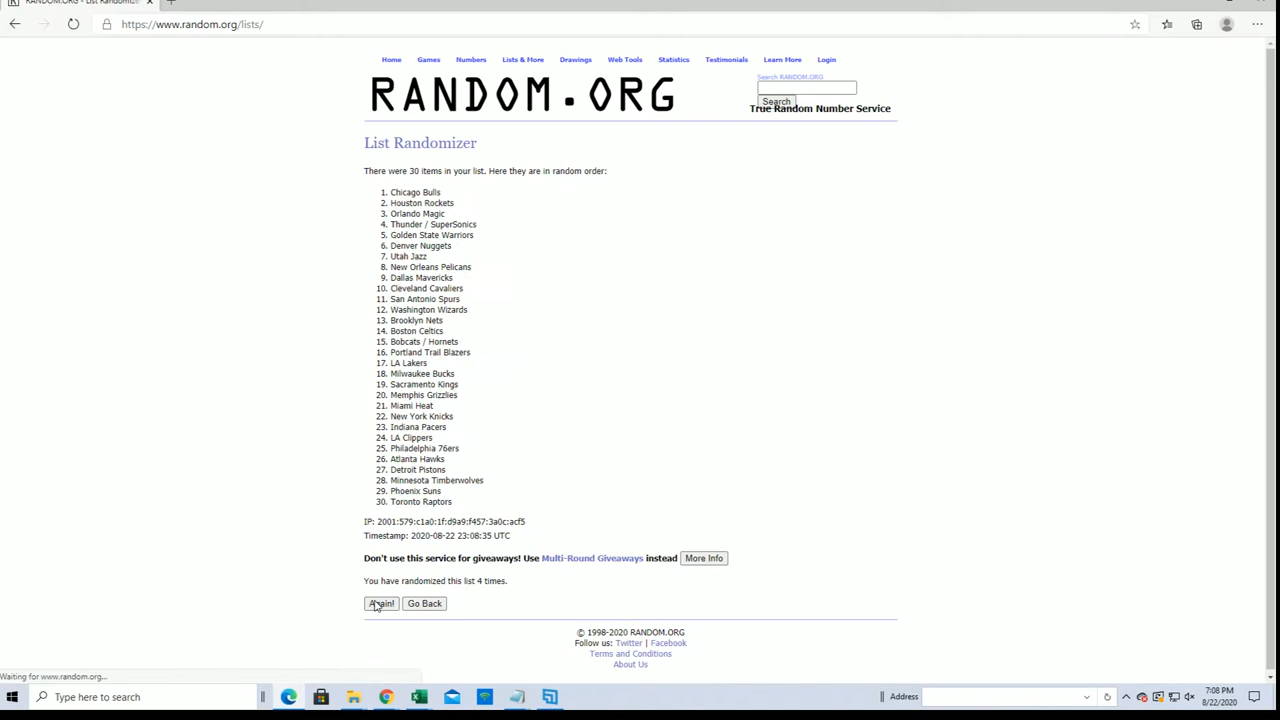 RANDOM.ORG - List Randomiz
https://www.random.org/lists/
Home Games Numbers Lists & More Drawings Web Tools Statistics Testimonials Learn More Login
RANDOM.ORG
Search RANDOM.ORG
Search
True Random Number Service
List Randomizer
There were 30 items in your list. Here they are in random order:
1. Chicago Bulls
2. Houston Rockets
3. Orlando Magic
4. Thunder / SuperSonics
5. Golden State Warriors
6. Denver Nuggets
7. Utah Jazz
8. New Orleans Pelicans
9. Dallas Mavericks
10. Cleveland Cavaliers
11. San Antonio Spurs
12. Washington Wizards
13. Brooklyn Nets
14. Boston Celtics
15. Bobcats / Hornets
16. Portland Trail Blazers
17. LA Lakers
18. Milwaukee Bucks
19. Sacramento Kings
20. Memphis Grizzlies
21. Miami Heat
22. New York Knicks
23. Indiana Pacers
24. LA Clippers
25. Philadelphia 76ers
26. Atlanta Hawks
27. Detroit Pistons
28. Minnesota Timberwolves
29. Phoenix Suns
30. Toronto Raptors
IP: 2001:579:c1a0:1f:d9a9:f457:3a0c:acf5
Timestamp: 2020-08-22 23:08:35 UTC
Don't use this service for giveaways! Use Multi-Round Giveaways instead More Info
You have randomized this list 4 times.
Again! Go Back
© 1998-2020 RANDOM.ORG
Follow us: Twitter | Facebook
Terms and Conditions
About Us
Waiting for www.random.org...
Type here to search
Address
7:08 PM
8/22/2020